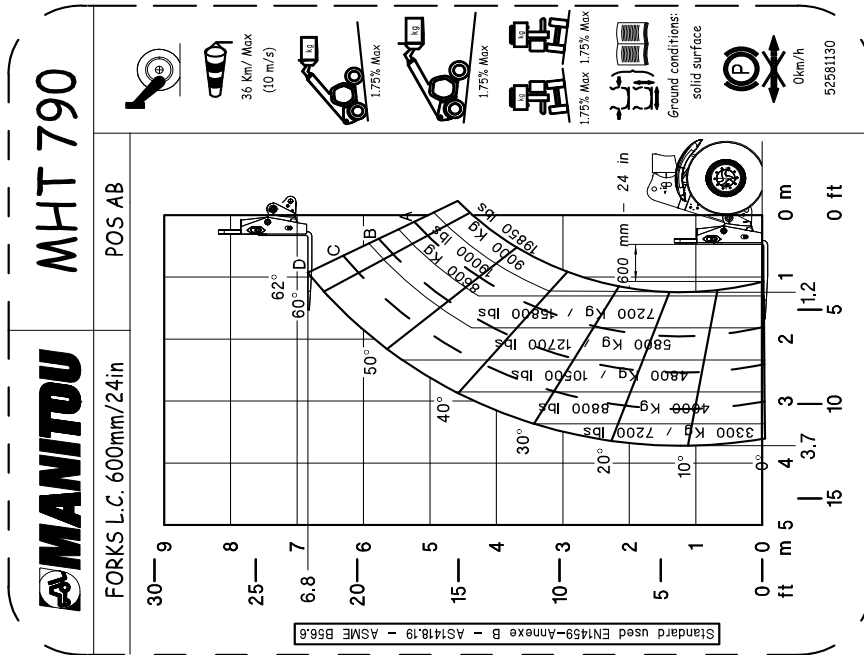 MANITOU
MHT 790
FORKS L.C. 600mm/24in
POS AB
36 Km/ Max
(10 m/s)
kg
1.75% Max
kg
1.75% Max
kg
kg
1.75% Max
1.75% Max
Ground conditions:
solid surface
P
0km/h
52581130
30
25
20
15
10
5
0
ft
9
8
7
6.8
6
5
4
3
2
1
0
m
5
4
3.7
3
2
1.2
1
0 m
15
10
5
0 ft
62°
60°
50°
40°
30°
20°
10°
0°
D
C
B
A
9000 Kg
19850 lbs
8600 Kg
19000 lbs
7200 Kg / 15800 lbs
5800 Kg / 12700 lbs
4800 Kg / 10500 lbs
4000 Kg / 8800 lbs
3300 Kg / 7200 lbs
600 mm - 24 in
Standard used EN1459-Annexe B - AS1418.19 - ASME B56.6